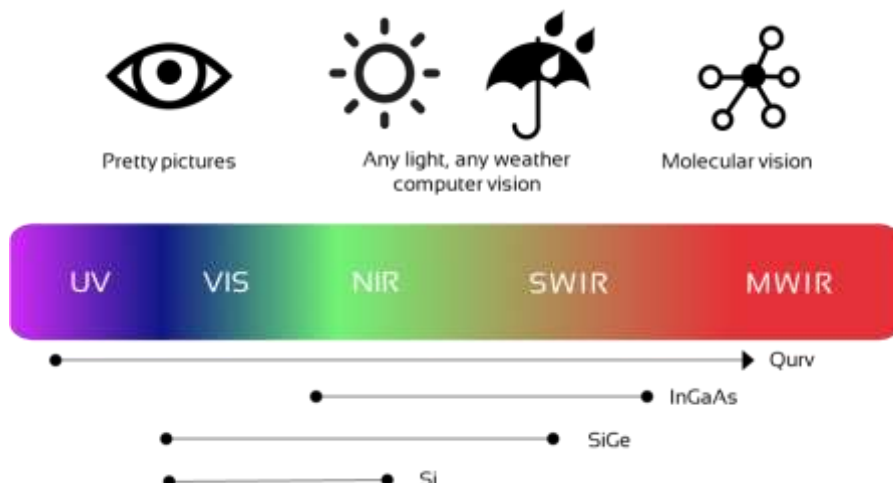 Pretty pictures
Any light, any weather
computer vision
Molecular vision
UV
VIS
NIR
SWIR
MWIR
Qurv
InGaAs
SiGe
Si